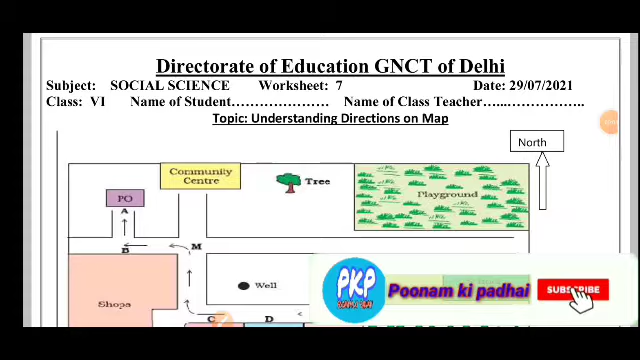 Directorate of Education GNCT of Delhi
Subject: SOCIAL SCIENCE Worksheet: 7 Date: 29/07/2021
Class: VI Name of Student………………… Name of Class Teacher…...……………..
Topic: Understanding Directions on Map
North
Community
Centre
Tree
Playground
PO
A
B
M
Well
Shops
C
D
PKP
Poonam ki padhai
SUBSCRIBE